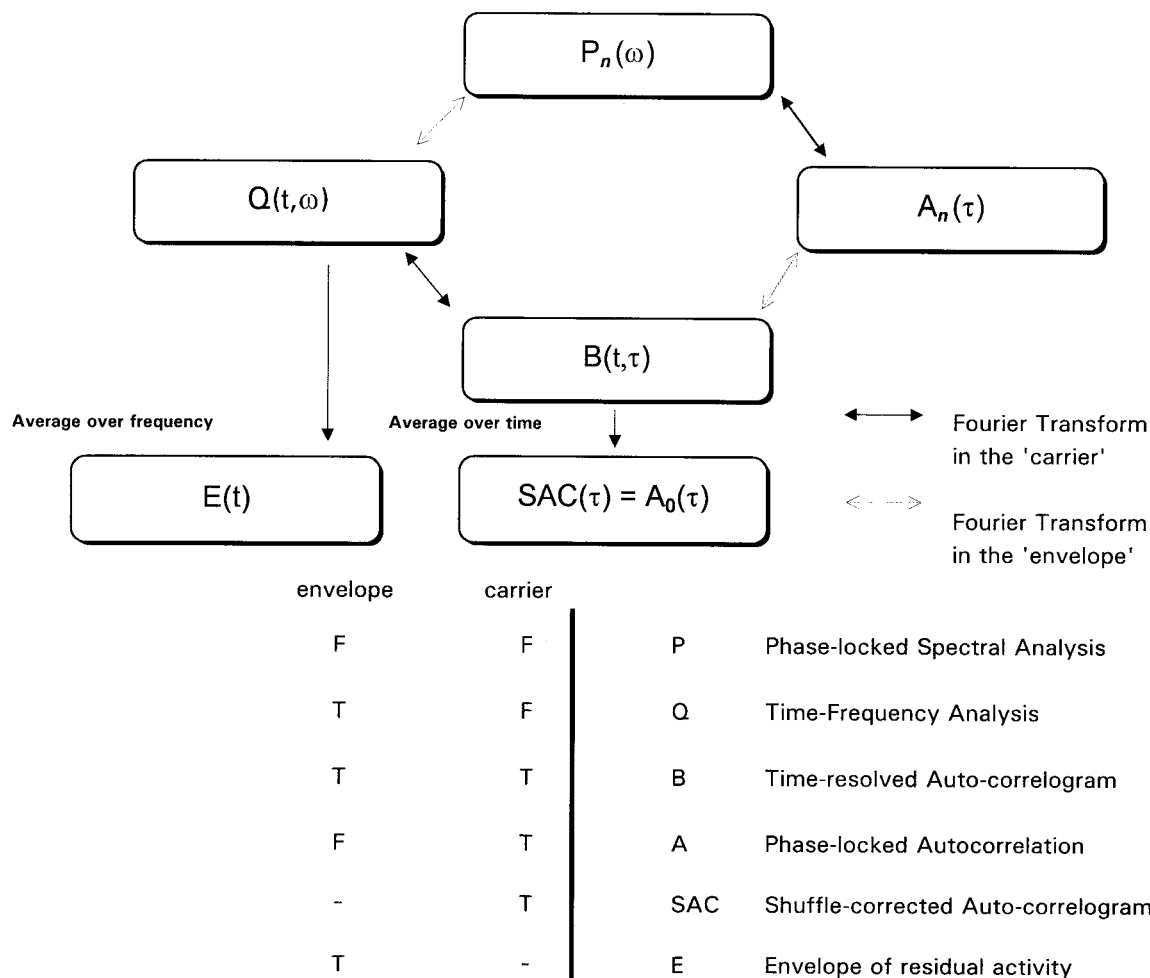 Pn(ω)
Q(t,ω)
An(τ)
B(t,τ)
Average over frequency
Average over time
E(t)
SAC(τ) = A0(τ)
Fourier Transform
in the 'carrier'
Fourier Transform
in the 'envelope'
envelope carrier
F F P Phase-locked Spectral Analysis
T F Q Time-Frequency Analysis
T T B Time-resolved Auto-correlogram
F T A Phase-locked Autocorrelation
- T SAC Shuffle-corrected Auto-correlogram
T - E Envelope of residual activity